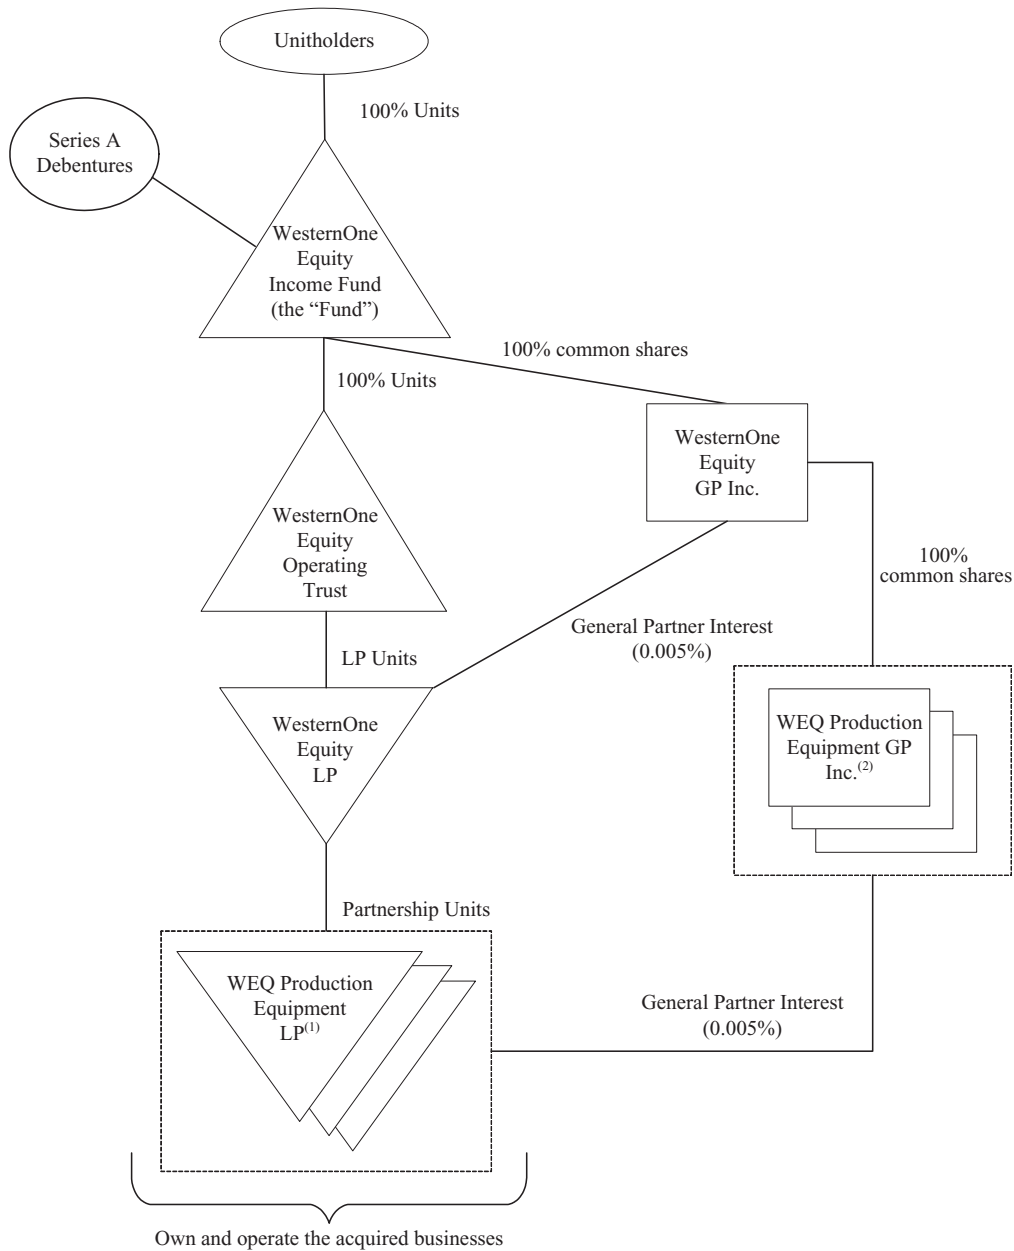 Unitholders
100% Units
Series A
Debentures
WesternOne
Equity
Income Fund
(the “Fund”)
100% common shares
100% Units
WesternOne
Equity
GP Inc.
WesternOne
Equity
Operating
Trust
100%
common shares
General Partner Interest
(0.005%)
LP Units
WesternOne
Equity
LP
WEQ Production
Equipment GP
Inc.(2)
Partnership Units
WEQ Production
Equipment
LP(1)
General Partner Interest
(0.005%)
Own and operate the acquired businesses